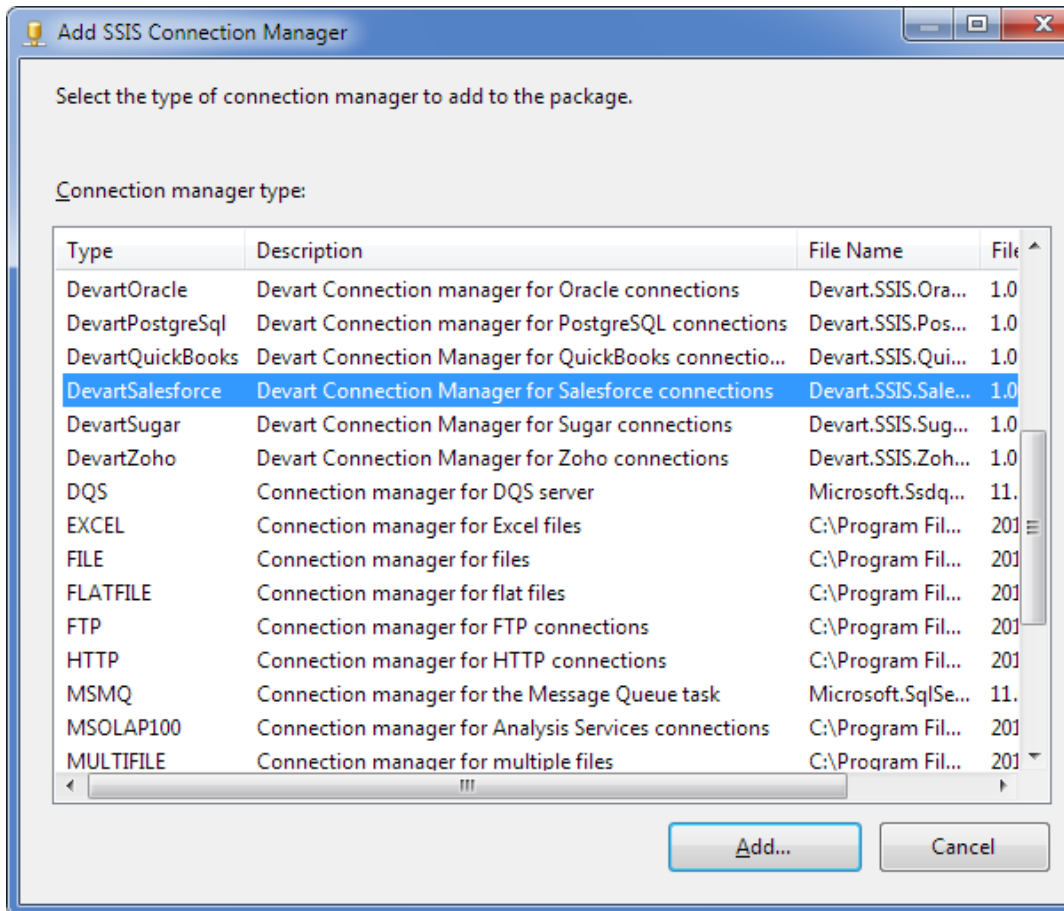 Add SSIS Connection Manager
Select the type of connection manager to add to the package.
Connection manager type:
Type Description File Name File
DevartOracle Devart Connection manager for Oracle connections Devart.SSIS.Ora... 1.0
DevartPostgreSql Devart Connection manager for PostgreSQL connections Devart.SSIS.Pos... 1.0
DevartQuickBooks Devart Connection Manager for QuickBooks connectio... Devart.SSIS.Qui... 1.0
DevartSalesforce Devart Connection Manager for Salesforce connections Devart.SSIS.Sale... 1.0
DevartSugar Devart Connection Manager for Sugar connections Devart.SSIS.Sug... 1.0
DevartZoho Devart Connection Manager for Zoho connections Devart.SSIS.Zoh... 1.0
DQS Connection manager for DQS server Microsoft.Ssdq... 11.
EXCEL Connection manager for Excel files C:\Program Fil... 201
FILE Connection manager for files C:\Program Fil... 201
FLATFILE Connection manager for flat files C:\Program Fil... 201
FTP Connection manager for FTP connections C:\Program Fil... 201
HTTP Connection manager for HTTP connections C:\Program Fil... 201
MSMQ Connection manager for the Message Queue task Microsoft.SqlSe... 11.
MSOLAP100 Connection manager for Analysis Services connections C:\Program Fil... 201
MULTIFILE Connection manager for multiple files C:\Program Fil... 201
Add... Cancel